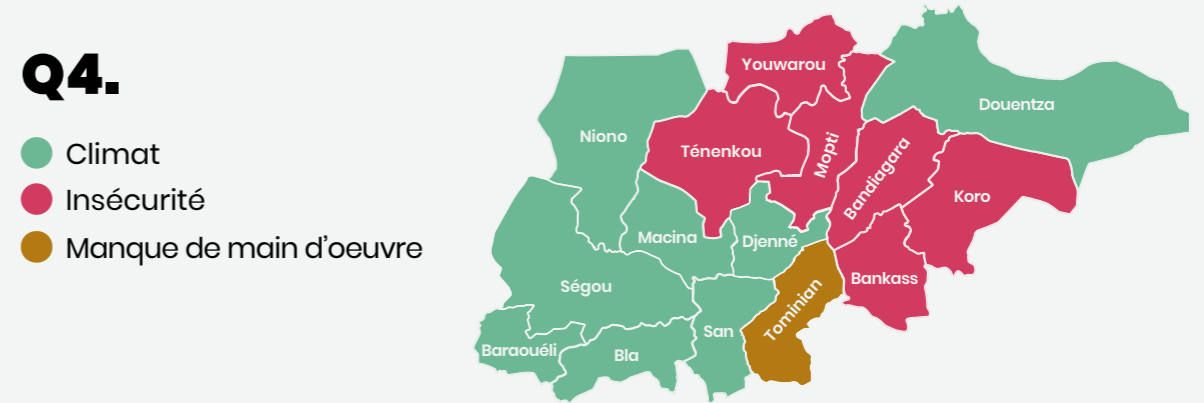 Q4.
Climat
Insécurité
Manque de main d'oeuvre
Youwarou
Douentza
Niono
Ténenkou
Mopti
Bandiagara
Koro
Macina
Djenné
Bankass
Ségou
Tominian
San
Baraouéli
Bla